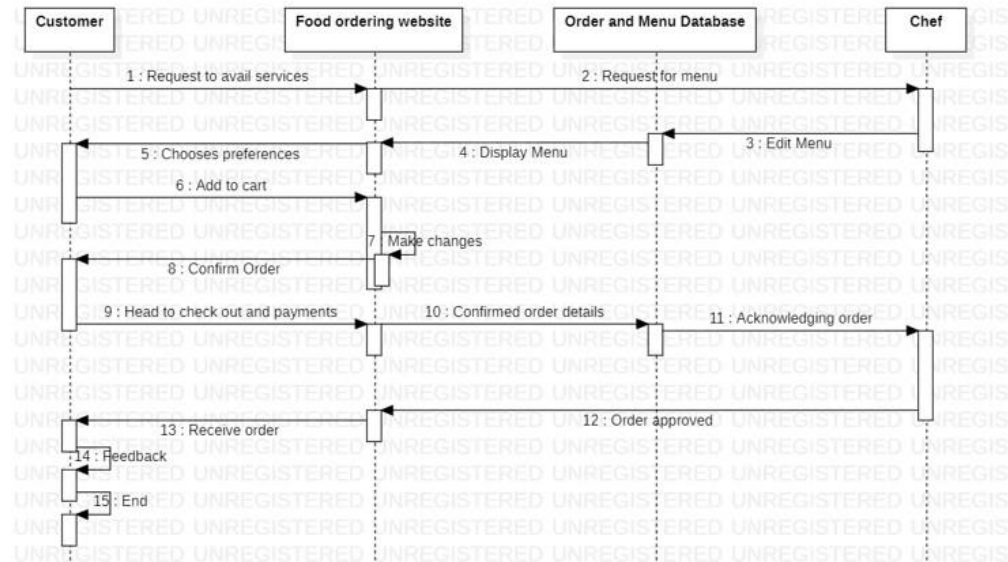 Customer
Food ordering website
Order and Menu Database
Chef
1 : Request to avail services
2 : Request for menu
3 : Edit Menu
4 : Display Menu
5 : Chooses preferences
6 : Add to cart
7 : Make changes
8 : Confirm Order
9 : Head to check out and payments
10 : Confirmed order details
11 : Acknowledging order
12 : Order approved
13 : Receive order
14 : Feedback
15 : End
UNREGISTERED